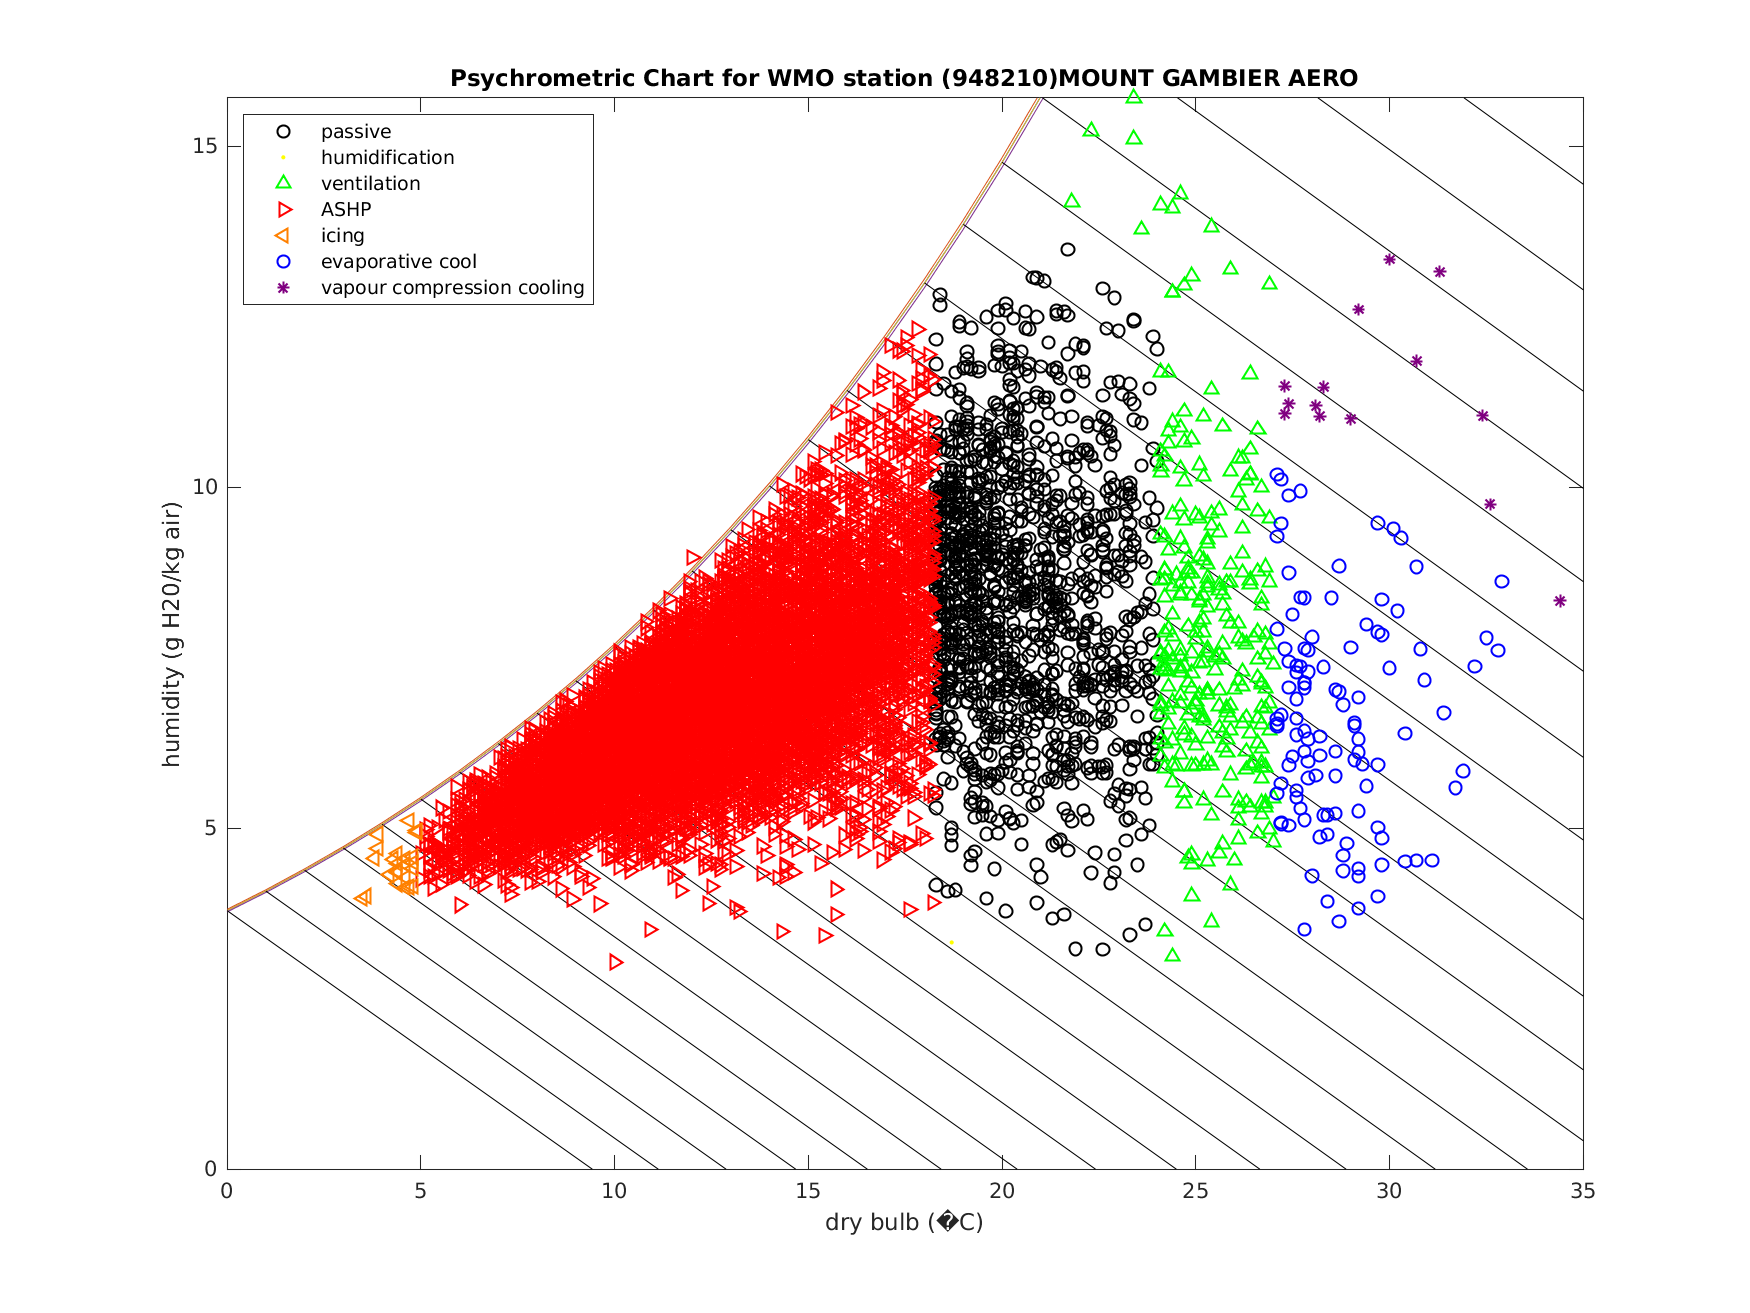 Psychrometric Chart for WMO station (948210)MOUNT GAMBIER AERO
passive
humidification
ventilation
ASHP
icing
evaporative cool
vapour compression cooling
15
10
5
0
humidity (g H20/kg air)
0 5 10 15 20 25 30 35
dry bulb (�C)